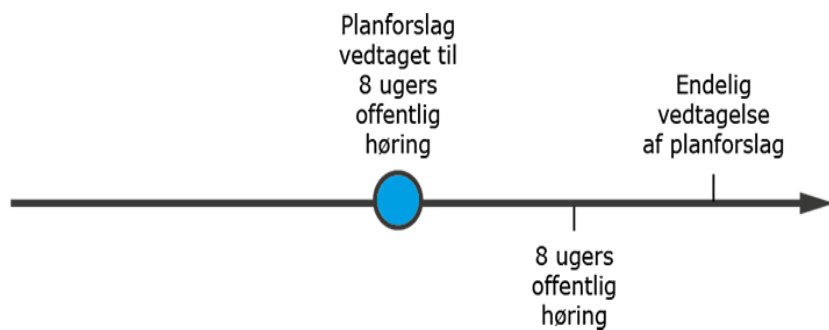 Planforslag
vedtaget til
8 ugers
offentlig
høring
Endelig
vedtagelse
af planforslag
8 ugers
offentlig
høring